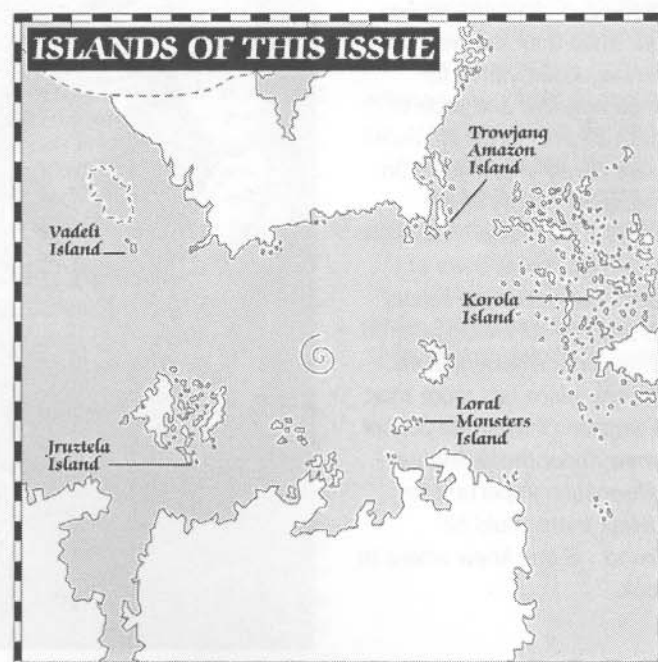 ISLANDS OF THIS ISSUE
Trowjang
Amazon
Island
Vadeli
Island
Korola
Island
Loral
Monsters
Island
Jruztela
Island